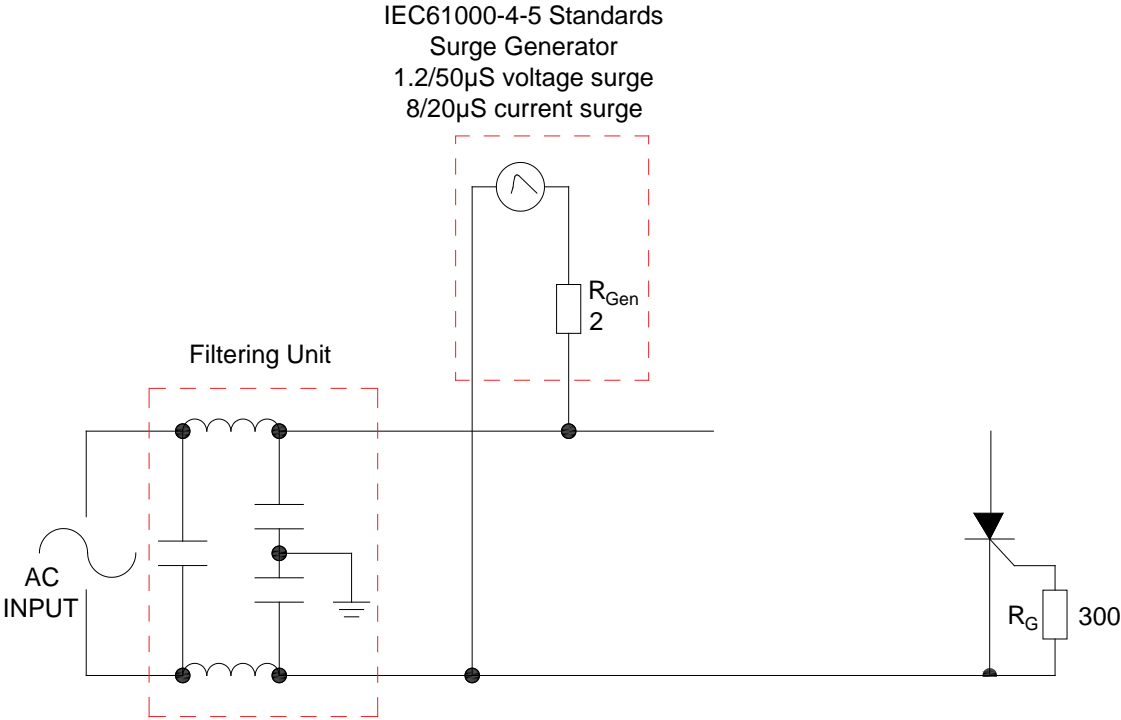 IEC61000-4-5 Standards
Surge Generator
1.2/50µS voltage surge
8/20µS current surge
RGen
2
Filtering Unit
AC
INPUT
RG
300